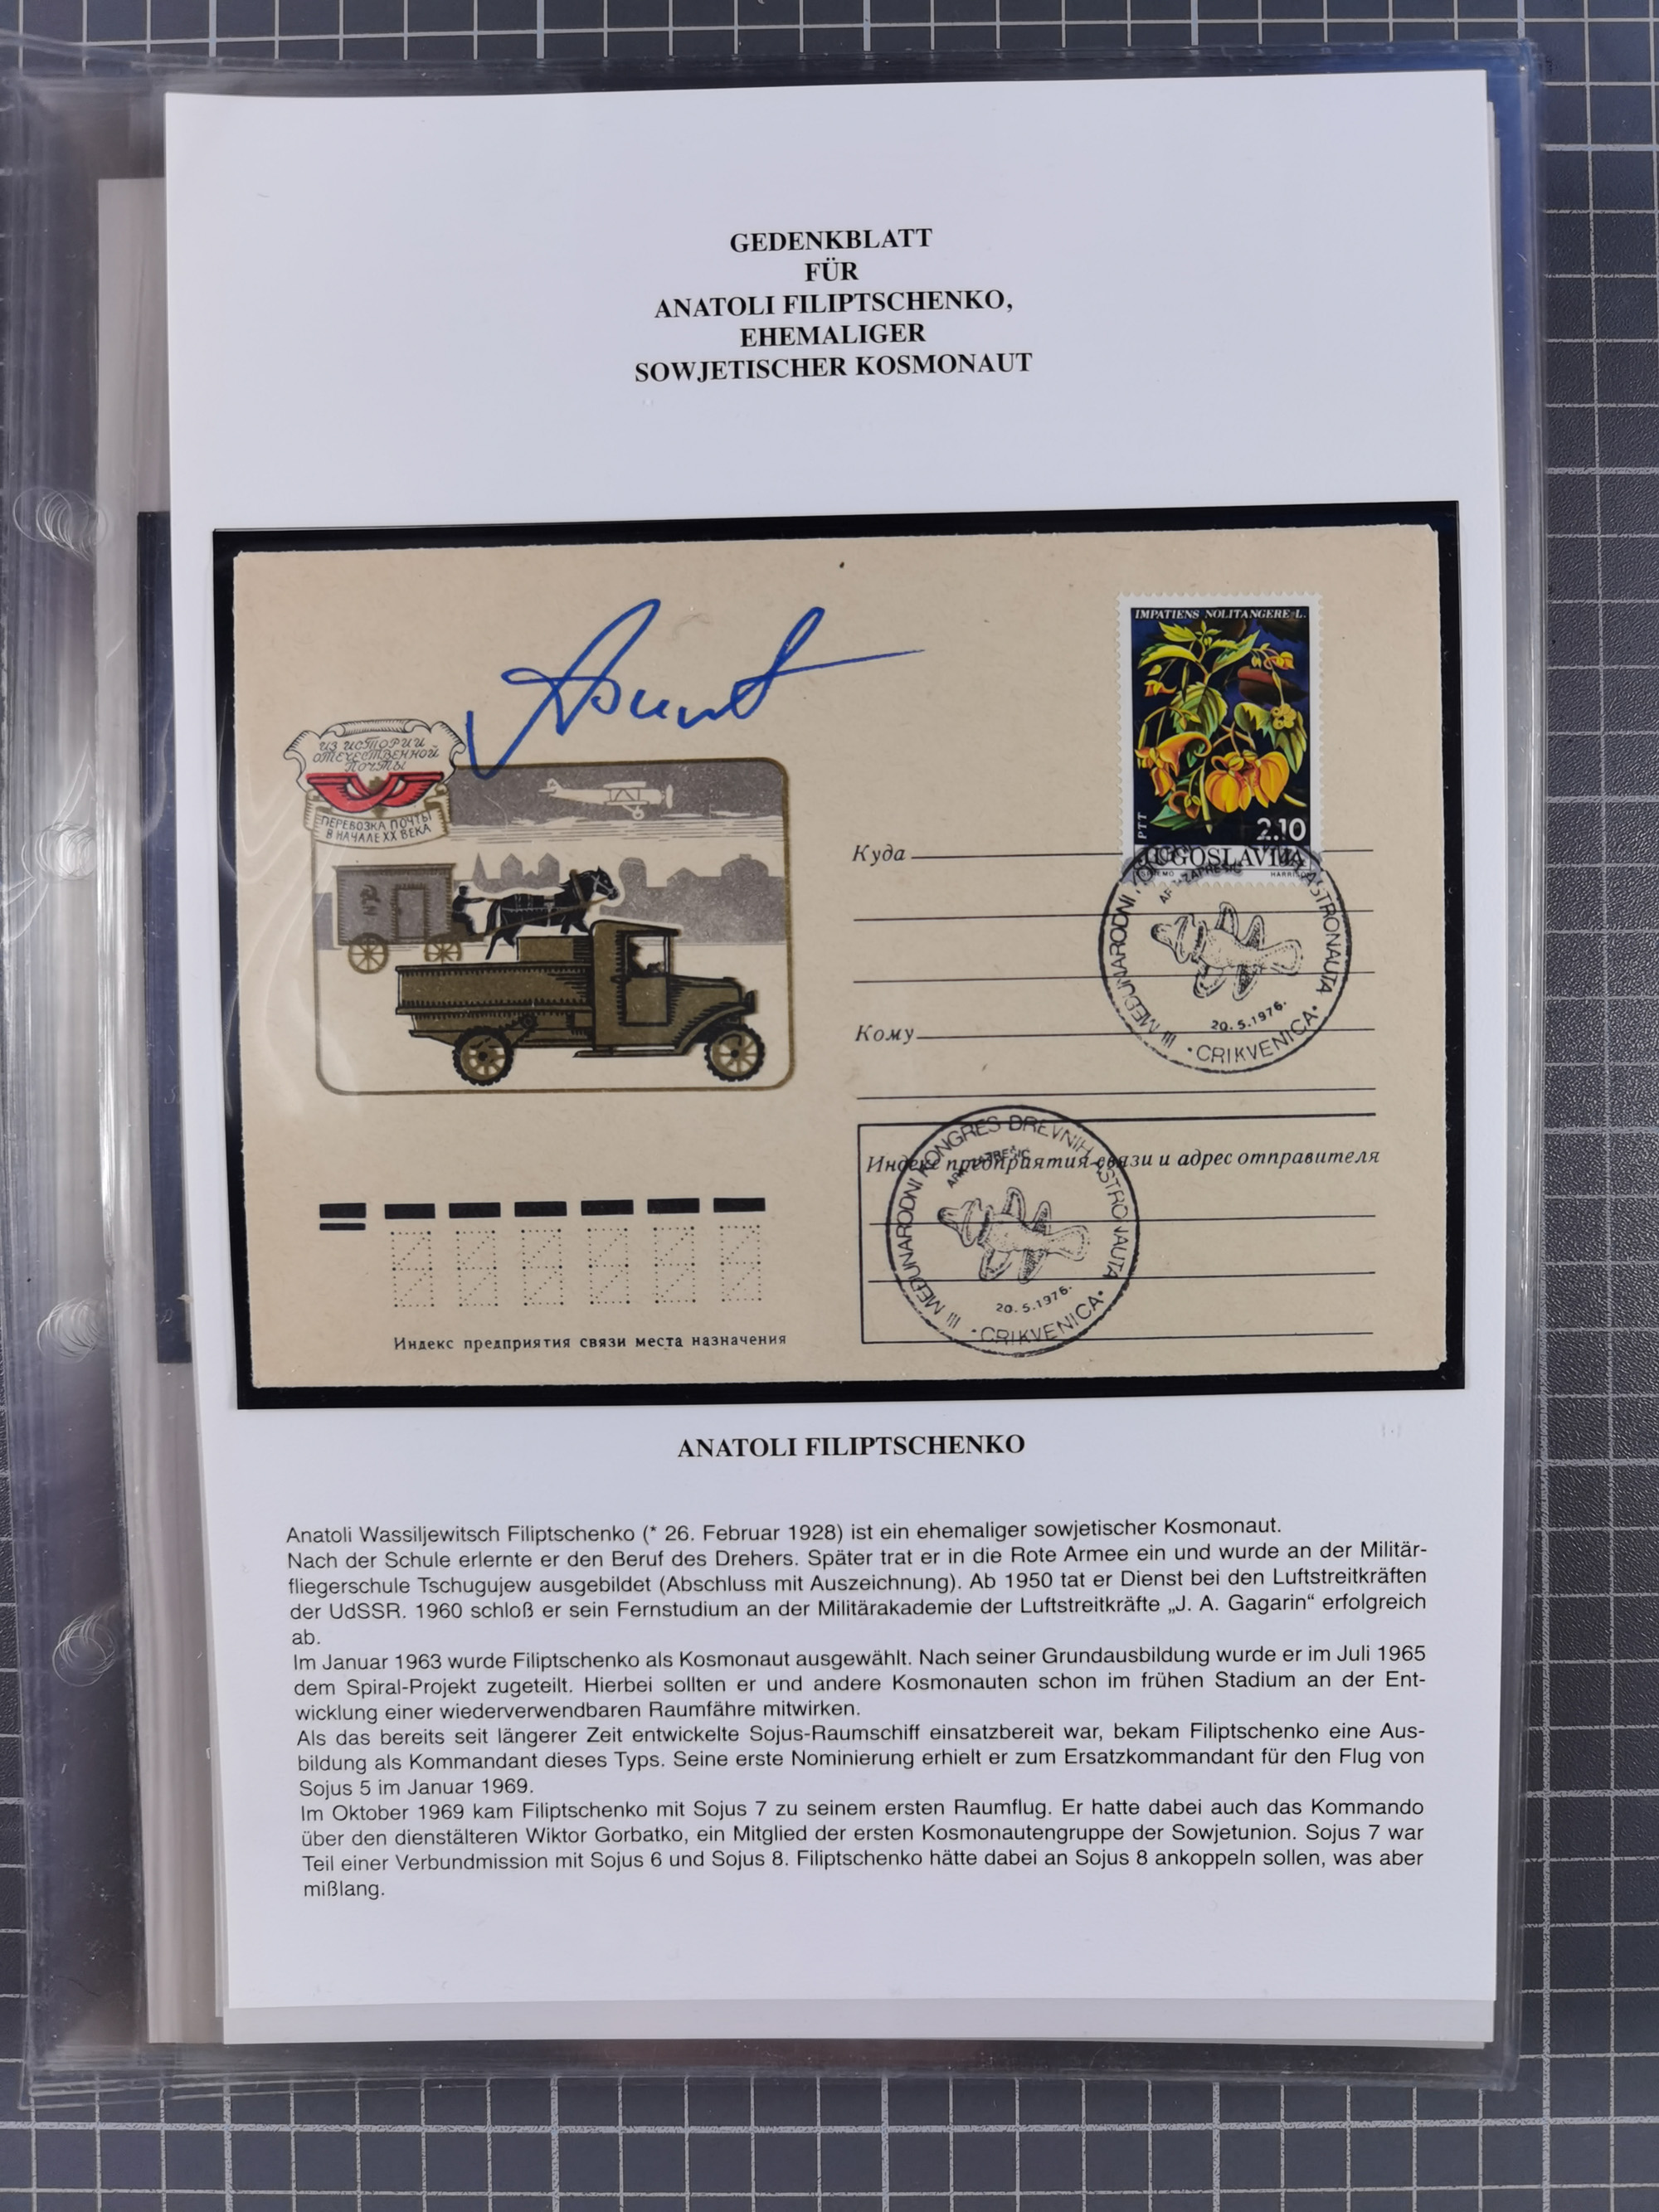 GEDENKBLATT
FÜR
ANATOLI FILIPTSCHENKO,
EHEMALIGER
SOWJETISCHER KOSMONAUT
IMPATIENS NOLITANGERE L.
PTT
2.10
JUGOSLAVIJA
HARRISON
ИЗ ИСТОРИИ
ОТЕЧЕСТВЕННОЙ
ПОЧТЫ
ПЕРЕВОЗКА ПОЧТЫ
В НАЧАЛЕ XX ВЕКА
Куда
Кому
III MEĐUNARODNI ASTRONAUTA
20.5.1976.
•CRIKVENICA•
Индекс предприятия связи и адрес отправителя
III MEĐUNARODNI KONGRES DREVNIH ASTRONAUTA
20.5.1976.
•CRIKVENICA•
Индекс предприятия связи места назначения
ANATOLI FILIPTSCHENKO
Anatoli Wassiljewitsch Filiptschenko (* 26. Februar 1928) ist ein ehemaliger sowjetischer Kosmonaut.
Nach der Schule erlernte er den Beruf des Drehers. Später trat er in die Rote Armee ein und wurde an der Militär-
fliegerschule Tschugujew ausgebildet (Abschluss mit Auszeichnung). Ab 1950 tat er Dienst bei den Luftstreitkräften
der UdSSR. 1960 schloß er sein Fernstudium an der Militärakademie der Luftstreitkräfte „J. A. Gagarin“ erfolgreich
ab.
Im Januar 1963 wurde Filiptschenko als Kosmonaut ausgewählt. Nach seiner Grundausbildung wurde er im Juli 1965
dem Spiral-Projekt zugeteilt. Hierbei sollten er und andere Kosmonauten schon im frühen Stadium an der Ent-
wicklung einer wiederverwendbaren Raumfähre mitwirken.
Als das bereits seit längerer Zeit entwickelte Sojus-Raumschiff einsatzbereit war, bekam Filiptschenko eine Aus-
bildung als Kommandant dieses Typs. Seine erste Nominierung erhielt er zum Ersatzkommandant für den Flug von
Sojus 5 im Januar 1969.
Im Oktober 1969 kam Filiptschenko mit Sojus 7 zu seinem ersten Raumflug. Er hatte dabei auch das Kommando
über den dienstälteren Wiktor Gorbatko, ein Mitglied der ersten Kosmonautengruppe der Sowjetunion. Sojus 7 war
Teil einer Verbundmission mit Sojus 6 und Sojus 8. Filiptschenko hätte dabei an Sojus 8 ankoppeln sollen, was aber
mißlang.